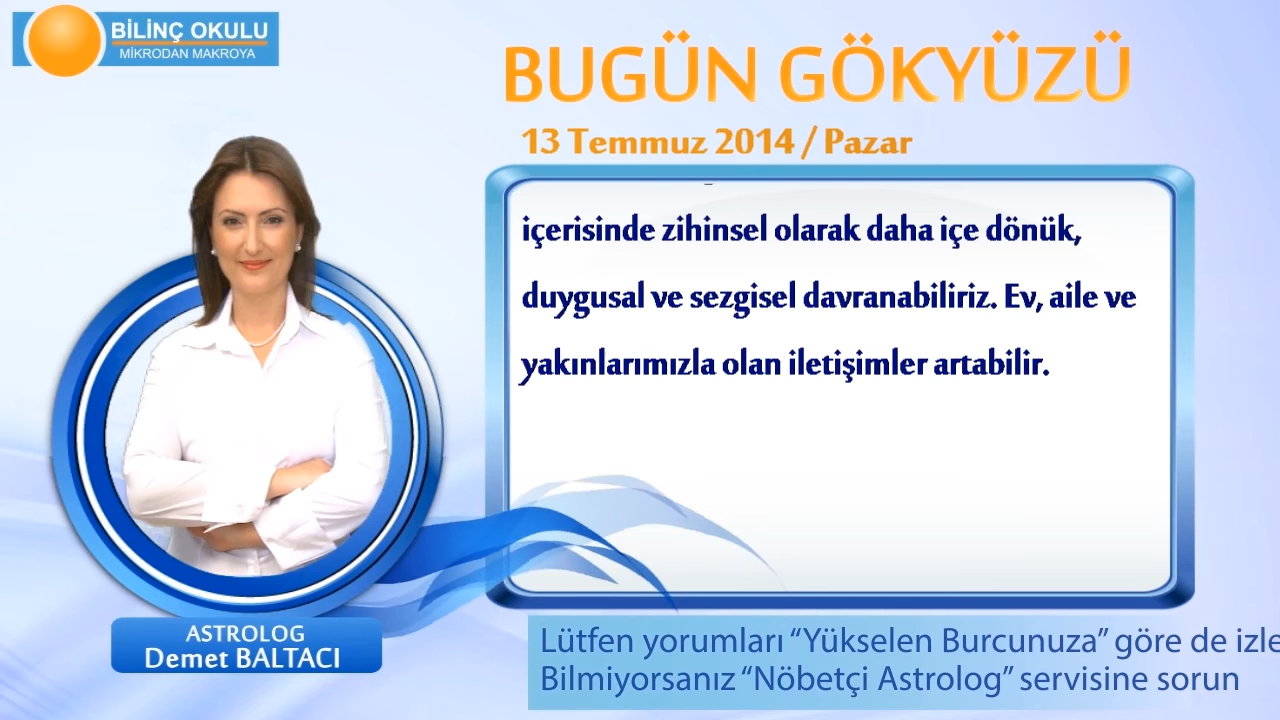 BİLİNÇ OKULU
MİKRODAN MAKROYA
BUGÜN GÖKYÜZÜ
13 Temmuz 2014 / Pazar
içerisinde zihinsel olarak daha içe dönük,
duygusal ve sezgisel davranabiliriz. Ev, aile ve
yakınlarımızla olan iletişimler artabilir.
ASTROLOG
Demet BALTACI
Lütfen yorumları “Yükselen Burcunuza” göre de izle
Bilmiyorsanız “Nöbetçi Astrolog” servisine sorun